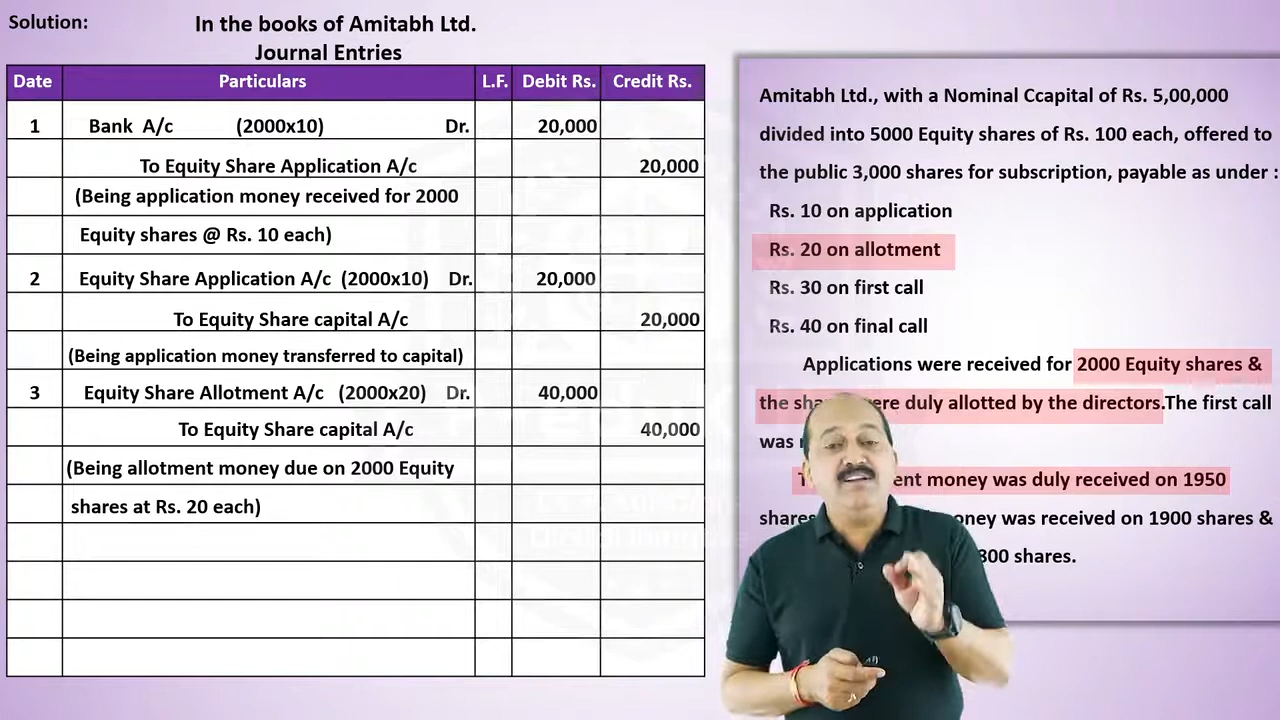 Solution:
In the books of Amitabh Ltd.
Journal Entries
Date Particulars L.F. Debit Rs. Credit Rs.
1 Bank A/c (2000x10) Dr. 20,000
To Equity Share Application A/c 20,000
(Being application money received for 2000
Equity shares @ Rs. 10 each)
2 Equity Share Application A/c (2000x10) Dr. 20,000
To Equity Share capital A/c 20,000
(Being application money transferred to capital)
3 Equity Share Allotment A/c (2000x20) Dr. 40,000
To Equity Share capital A/c 40,000
(Being allotment money due on 2000 Equity
shares at Rs. 20 each)
Amitabh Ltd., with a Nominal Ccapital of Rs. 5,00,000
divided into 5000 Equity shares of Rs. 100 each, offered to
the public 3,000 shares for subscription, payable as under :
Rs. 10 on application
Rs. 20 on allotment
Rs. 30 on first call
Rs. 40 on final call
Applications were received for 2000 Equity shares &
the were duly allotted by the directors.The first call
was
money was duly received on 1950
shares was received on 1900 shares &
shares.